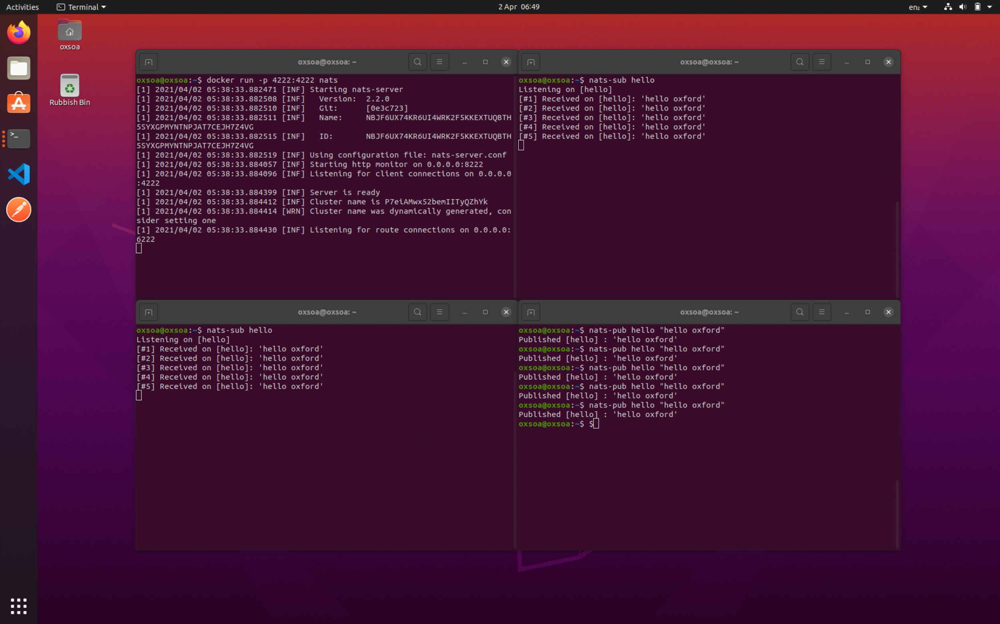 Activities
Terminal
2 Apr 06:49
en₂
oxsoa
Rubbish Bin
oxsoa@oxsoa: ~
oxsoa@oxsoa:~$ docker run -p 4222:4222 nats
[1] 2021/04/02 05:38:33.882471 [INF] Starting nats-server
[1] 2021/04/02 05:38:33.882508 [INF]   Version:  2.2.0
[1] 2021/04/02 05:38:33.882510 [INF]   Git:      [0e3c723]
[1] 2021/04/02 05:38:33.882511 [INF]   Name:     NBJF6UX74KR6UI4WRK2F5KKEXTUQBTH
5SYXGPMYNTNPJAT7CEJH7Z4VG
[1] 2021/04/02 05:38:33.882515 [INF]   ID:       NBJF6UX74KR6UI4WRK2F5KKEXTUQBTH
5SYXGPMYNTNPJAT7CEJH7Z4VG
[1] 2021/04/02 05:38:33.882519 [INF] Using configuration file: nats-server.conf
[1] 2021/04/02 05:38:33.884057 [INF] Starting http monitor on 0.0.0.0:8222
[1] 2021/04/02 05:38:33.884096 [INF] Listening for client connections on 0.0.0.0
:4222
[1] 2021/04/02 05:38:33.884399 [INF] Server is ready
[1] 2021/04/02 05:38:33.884412 [INF] Cluster name is P7eiAMwx52bemIITyQZhYk
[1] 2021/04/02 05:38:33.884414 [WRN] Cluster name was dynamically generated, con
sider setting one
[1] 2021/04/02 05:38:33.884430 [INF] Listening for route connections on 0.0.0.0:
6222
oxsoa@oxsoa: ~
oxsoa@oxsoa:~$ nats-sub hello
Listening on [hello]
[#1] Received on [hello]: 'hello oxford'
[#2] Received on [hello]: 'hello oxford'
[#3] Received on [hello]: 'hello oxford'
[#4] Received on [hello]: 'hello oxford'
[#5] Received on [hello]: 'hello oxford'
oxsoa@oxsoa: ~
oxsoa@oxsoa:~$ nats-sub hello
Listening on [hello]
[#1] Received on [hello]: 'hello oxford'
[#2] Received on [hello]: 'hello oxford'
[#3] Received on [hello]: 'hello oxford'
[#4] Received on [hello]: 'hello oxford'
[#5] Received on [hello]: 'hello oxford'
oxsoa@oxsoa: ~
oxsoa@oxsoa:~$ nats-pub hello "hello oxford"
Published [hello] : 'hello oxford'
oxsoa@oxsoa:~$ nats-pub hello "hello oxford"
Published [hello] : 'hello oxford'
oxsoa@oxsoa:~$ nats-pub hello "hello oxford"
Published [hello] : 'hello oxford'
oxsoa@oxsoa:~$ nats-pub hello "hello oxford"
Published [hello] : 'hello oxford'
oxsoa@oxsoa:~$ nats-pub hello "hello oxford"
Published [hello] : 'hello oxford'
oxsoa@oxsoa:~$ $